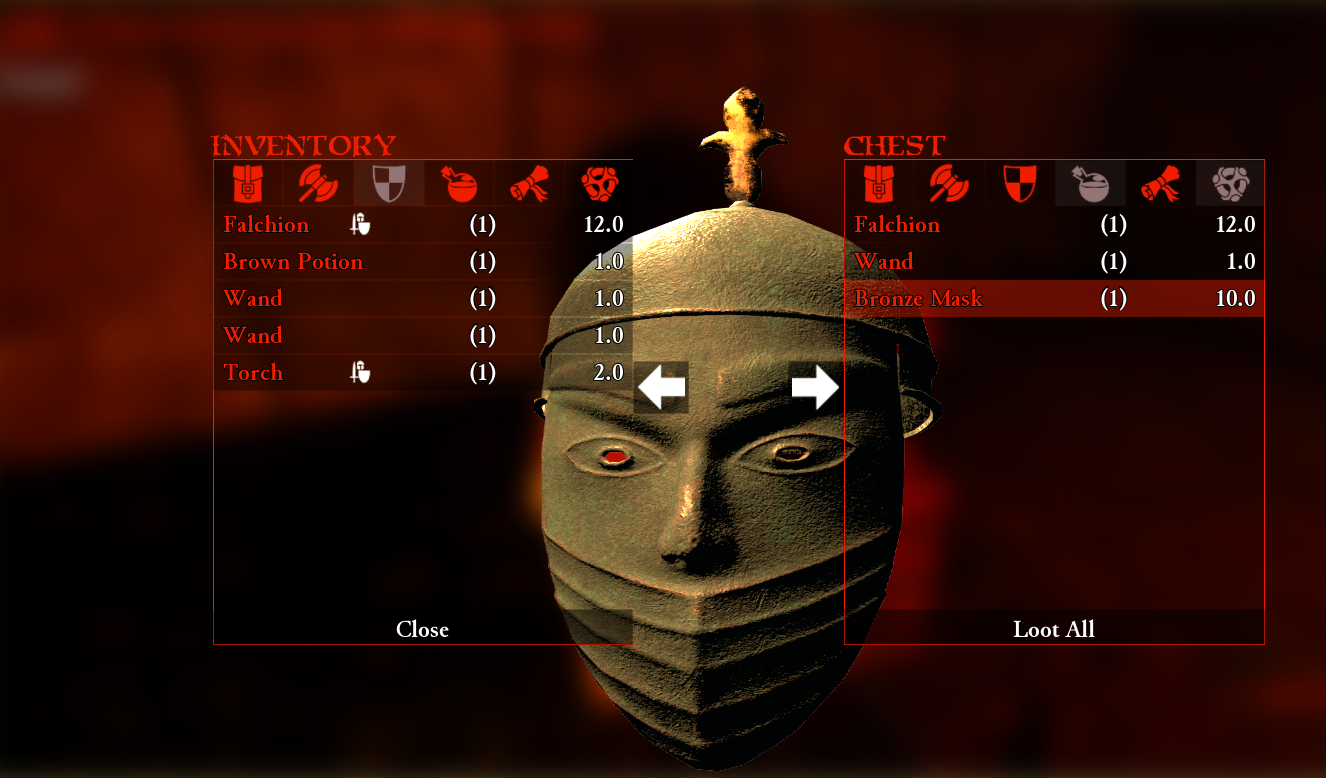 INVENTORY
Falchion (1) 12.0
Brown Potion (1) 1.0
Wand (1) 1.0
Wand (1) 1.0
Torch (1) 2.0
Close
CHEST
Falchion (1) 12.0
Wand (1) 1.0
Bronze Mask (1) 10.0
Loot All